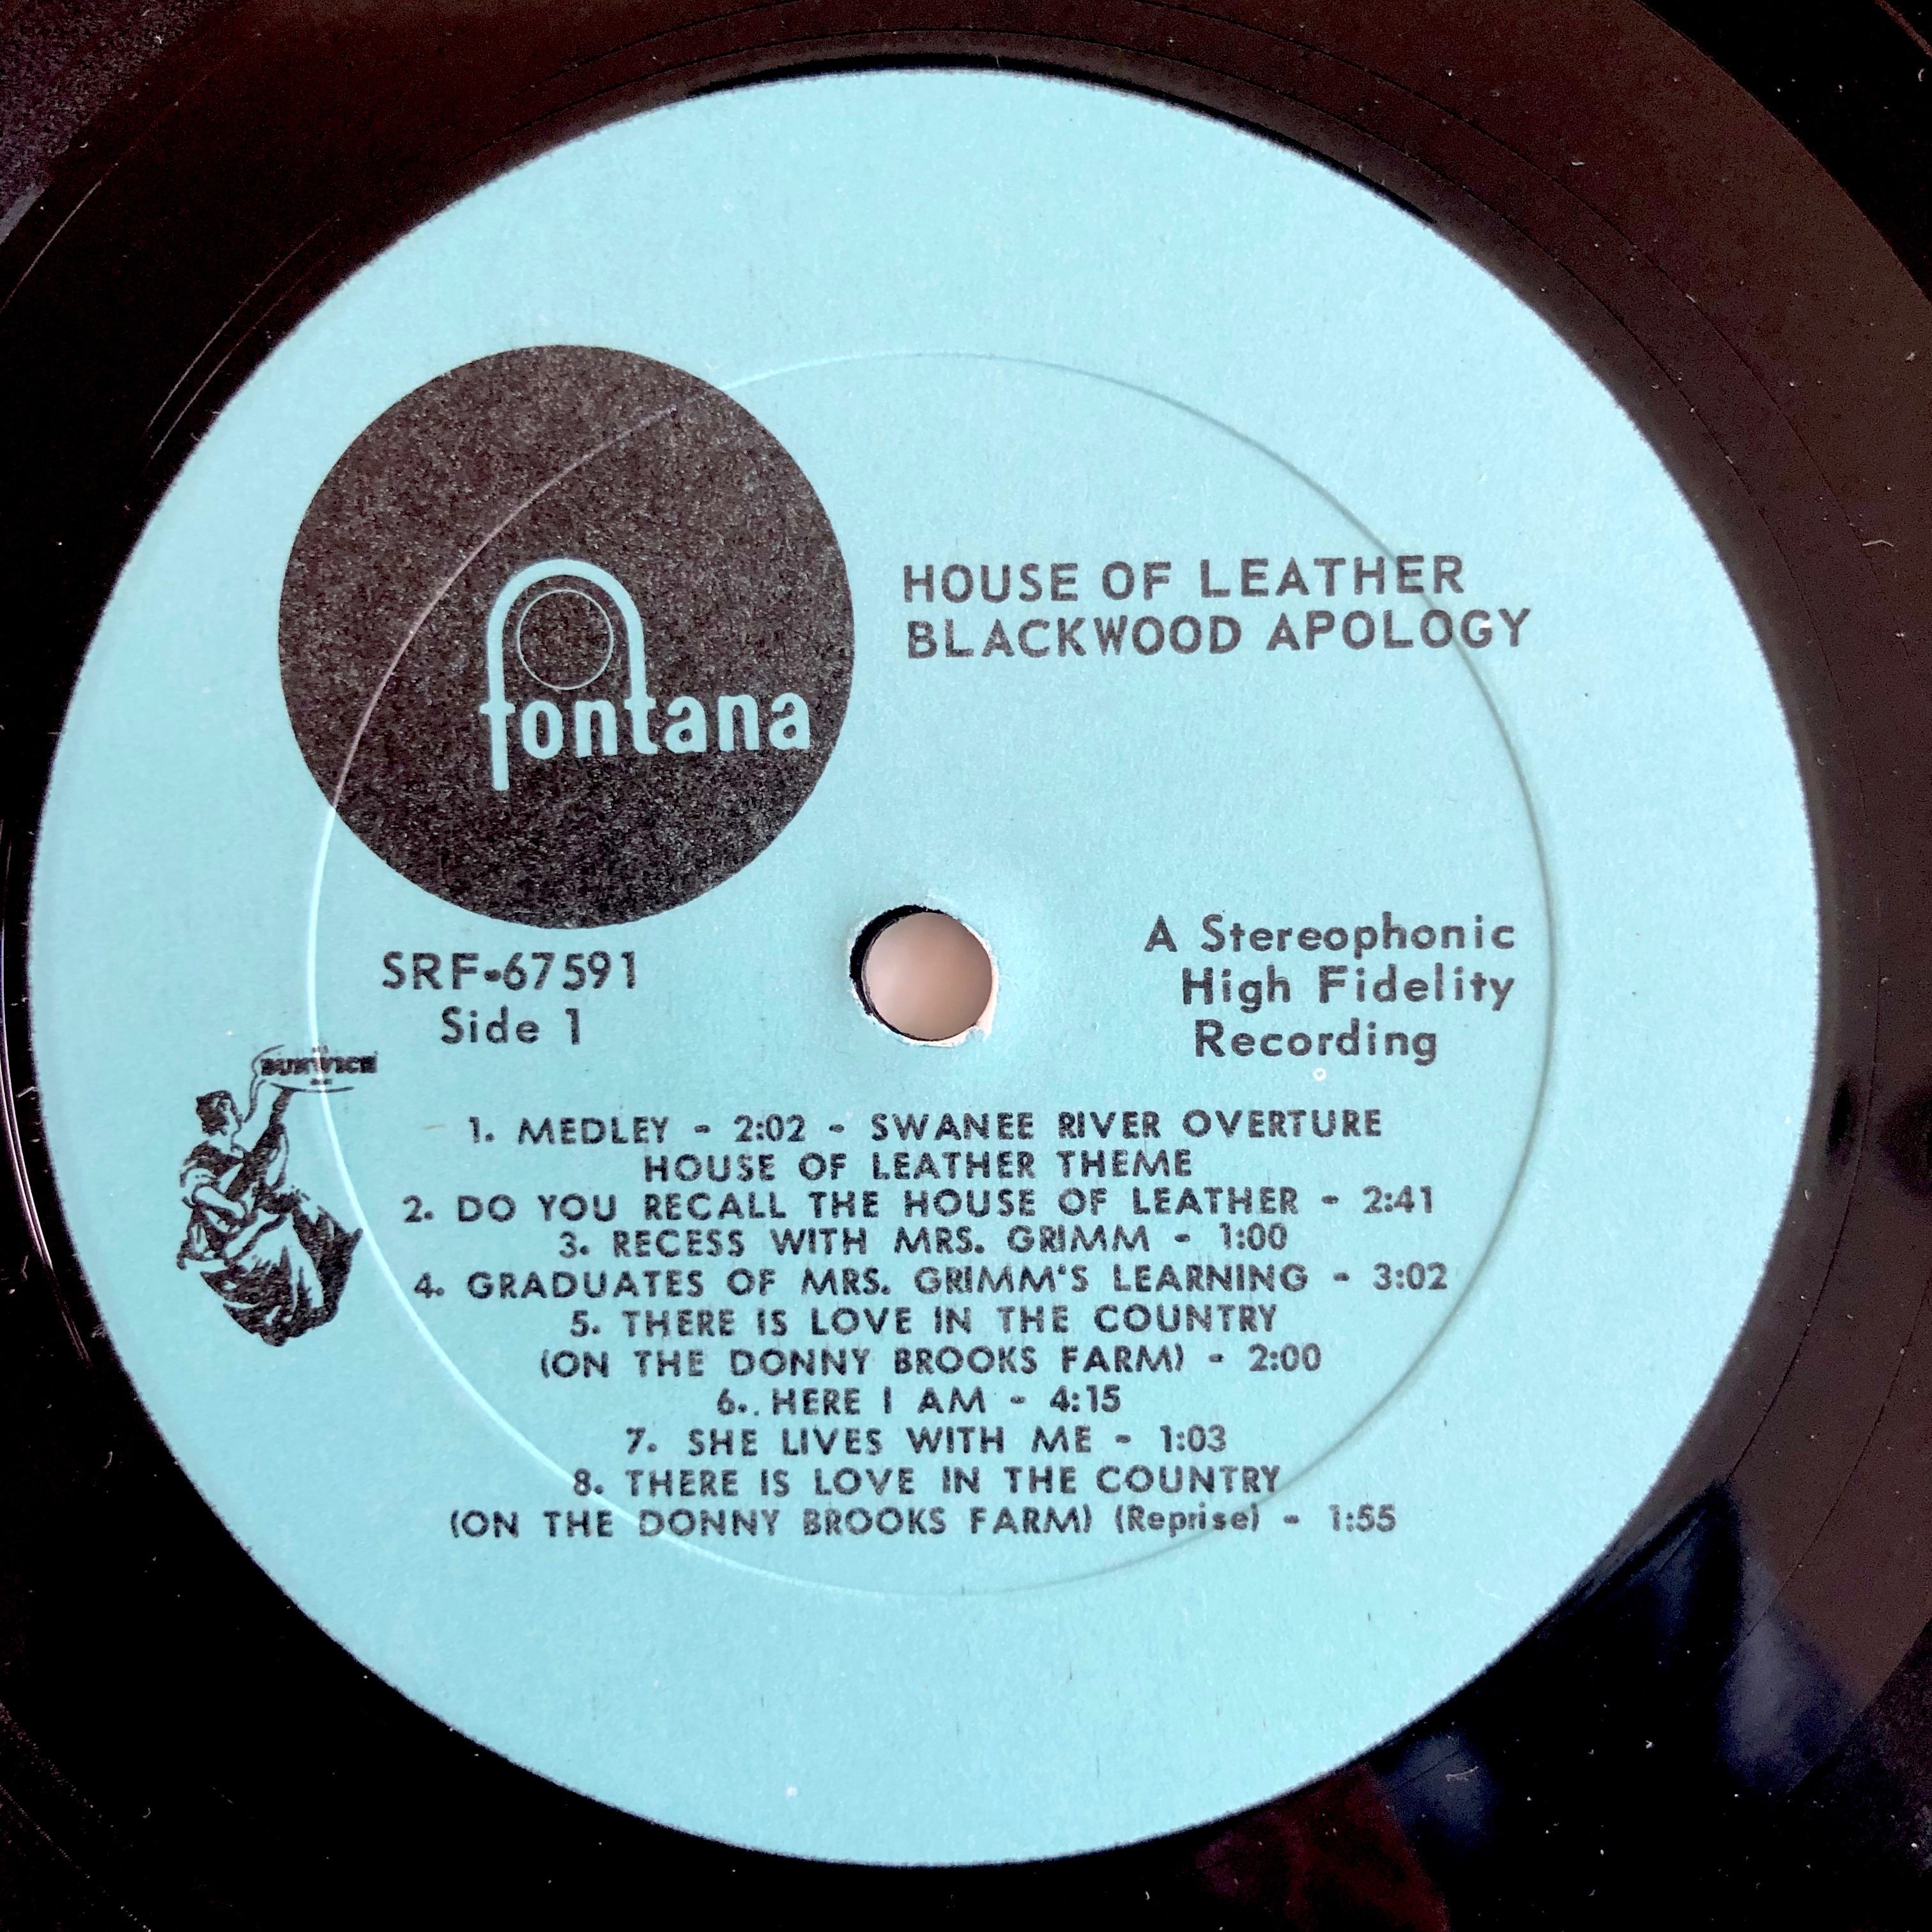 fontana
HOUSE OF LEATHER
BLACKWOOD APOLOGY
SRF-67591
Side 1
A Stereophonic
High Fidelity
Recording
1. MEDLEY - 2:02 - SWANEE RIVER OVERTURE
HOUSE OF LEATHER THEME
2. DO YOU RECALL THE HOUSE OF LEATHER - 2:41
3. RECESS WITH MRS. GRIMM - 1:00
4. GRADUATES OF MRS. GRIMM'S LEARNING - 3:02
5. THERE IS LOVE IN THE COUNTRY
(ON THE DONNY BROOKS FARM) - 2:00
6.. HERE I AM - 4:15
7. SHE LIVES WITH ME - 1:03
8. THERE IS LOVE IN THE COUNTRY
(ON THE DONNY BROOKS FARM) (Reprise) - 1:55